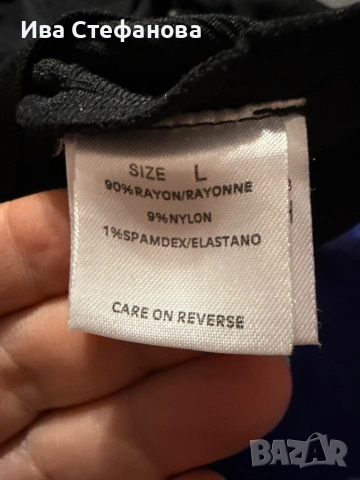 Ива Стефанова
SIZE L
90%RAYON/RAYONNE
9%NYLON
1%SPAMDEX/ELASTANO
CARE ON REVERSE
BAZAR